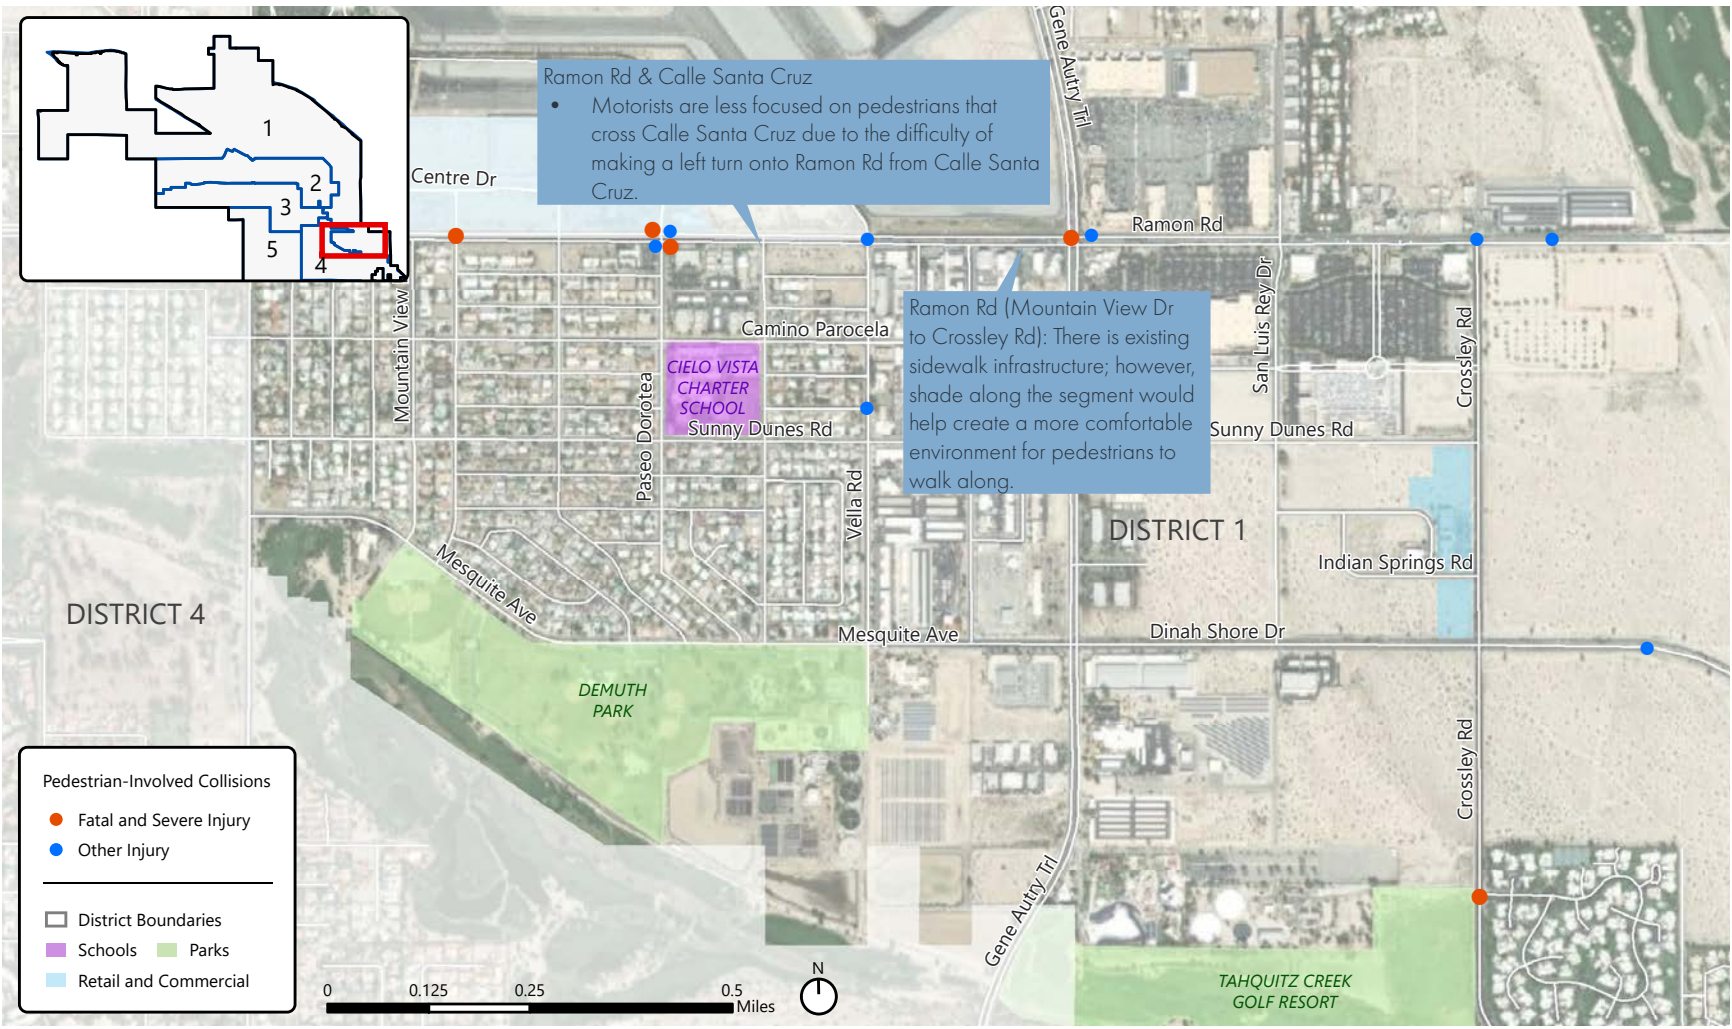 1
2
3
5
4
Gene Autry Trl
Ramon Rd & Calle Santa Cruz
• Motorists are less focused on pedestrians that
cross Calle Santa Cruz due to the difficulty of
making a left turn onto Ramon Rd from Calle Santa
Cruz.
Centre Dr
Ramon Rd
Mountain View
Camino Parocela
San Luis Rey Dr
Crossley Rd
Ramon Rd (Mountain View Dr
to Crossley Rd): There is existing
sidewalk infrastructure; however,
shade along the segment would
help create a more comfortable
environment for pedestrians to
walk along.
CIELO VISTA
CHARTER
SCHOOL
Paseo Dorotea
Sunny Dunes Rd
Sunny Dunes Rd
Vella Rd
DISTRICT 1
Indian Springs Rd
Mesquite Ave
DISTRICT 4
Mesquite Ave
Dinah Shore Dr
DEMUTH
PARK
Crossley Rd
Gene Autry Trl
TAHQUITZ CREEK
GOLF RESORT
Pedestrian-Involved Collisions
Fatal and Severe Injury
Other Injury
District Boundaries
Schools Parks
Retail and Commercial
0 0.125 0.25 0.5
Miles
N